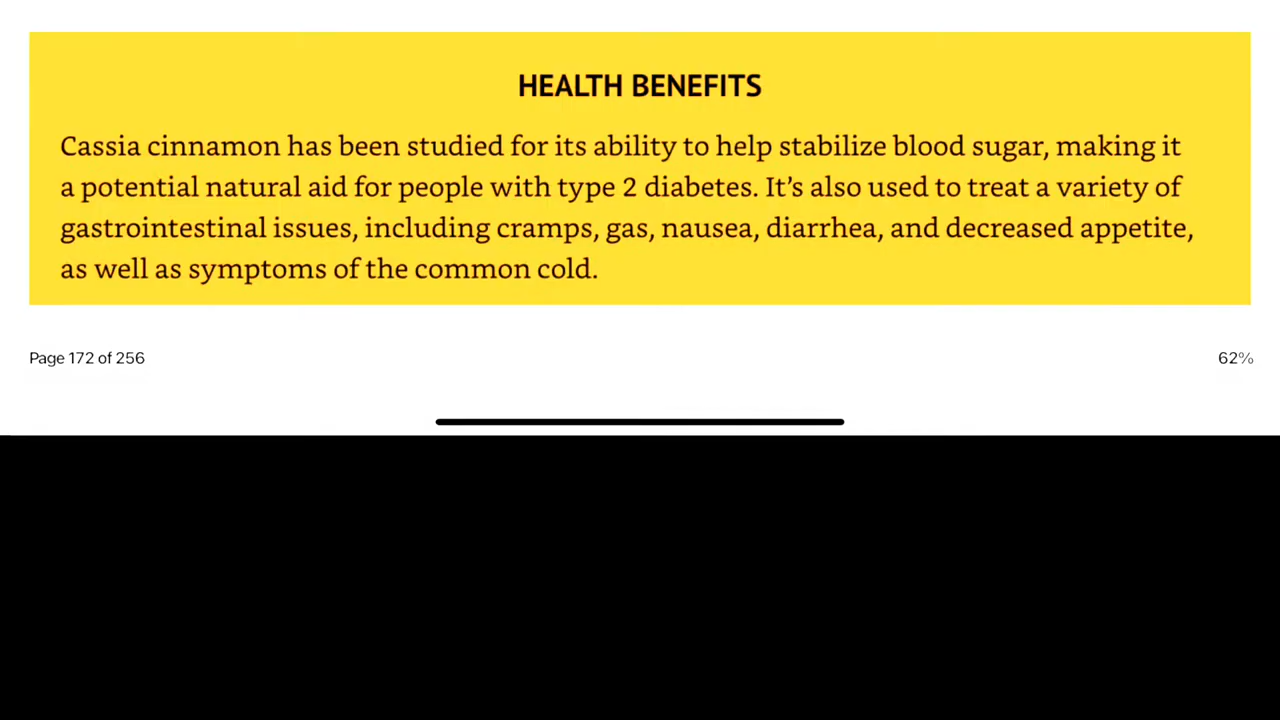 HEALTH BENEFITS
Cassia cinnamon has been studied for its ability to help stabilize blood sugar, making it
a potential natural aid for people with type 2 diabetes. It’s also used to treat a variety of
gastrointestinal issues, including cramps, gas, nausea, diarrhea, and decreased appetite,
as well as symptoms of the common cold.
Page 172 of 256
62%